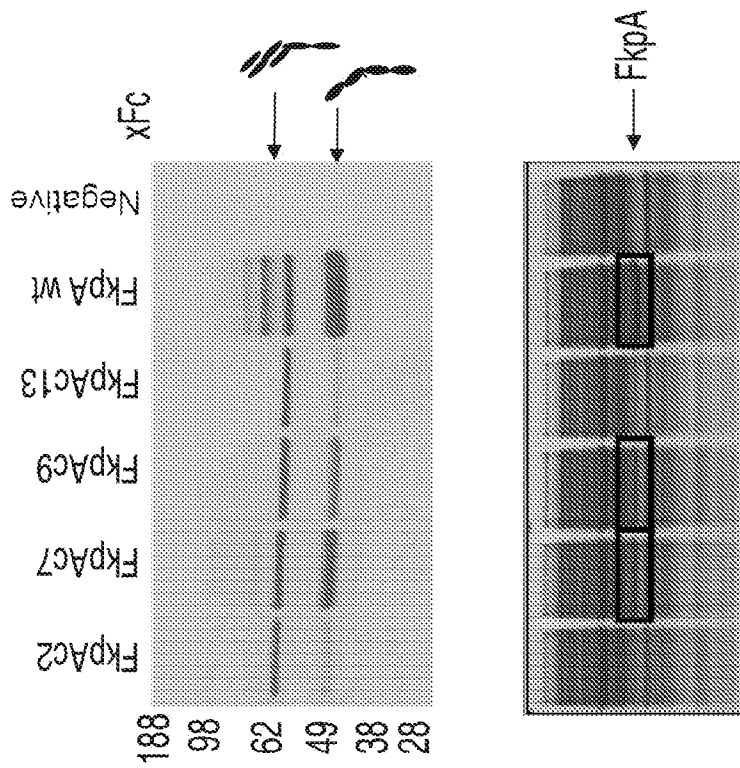 xFc
Negative
FkpA wt
FkpAc13
FkpAc9
FkpAc7
FkpAc2
188
98
62
49
38
28
FkpA